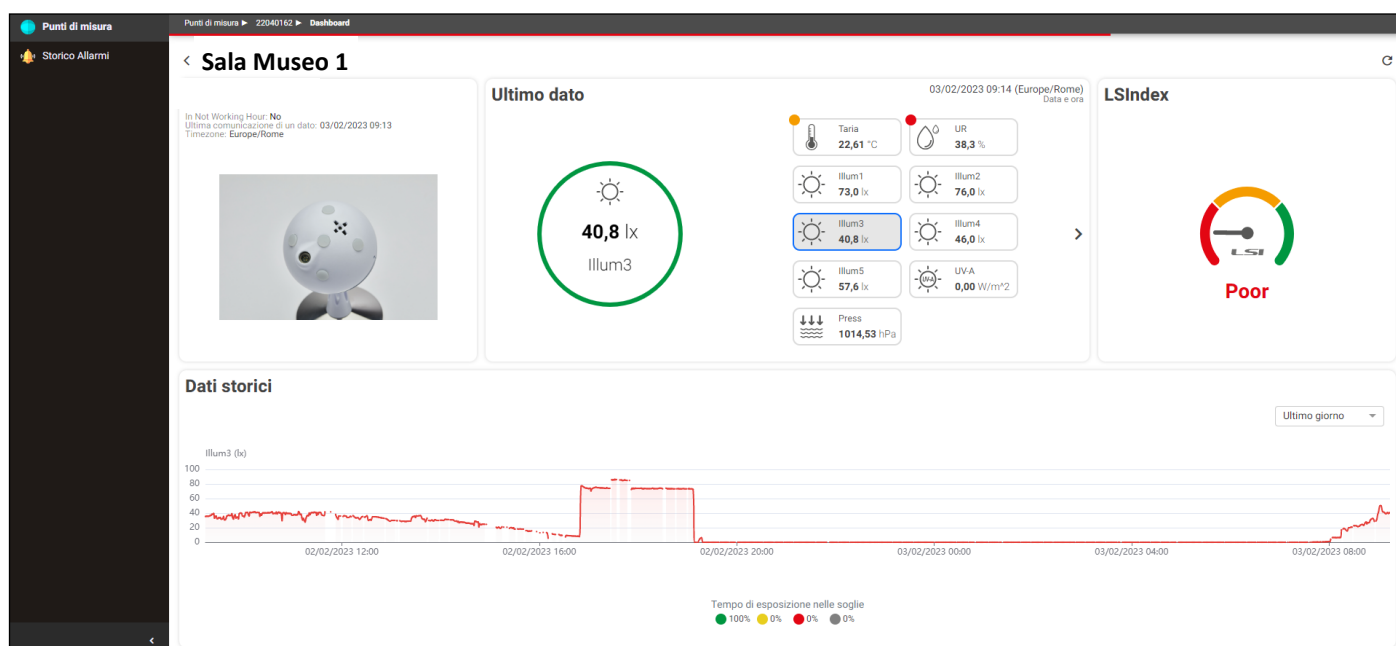 Punti di misura
Storico Allarmi
Punti di misura ► 22040162 ► Dashboard
< Sala Museo 1
In Not Working Hour: No
Ultima comunicazione di un dato: 03/02/2023 09:13
Timezone: Europe/Rome
Ultimo dato
03/02/2023 09:14 (Europe/Rome)
Data e ora
40,8 lx
Illum3
Taria
22,61 °C
UR
38,3 %
Illum1
73,0 lx
Illum2
76,0 lx
Illum3
40,8 lx
Illum4
46,0 lx
Illum5
57,6 lx
UV-A
UV-A
0,00 W/m^2
Press
1014,53 hPa
LSIndex
LSI
Poor
Dati storici
Ultimo giorno
Illum3 (lx)
100
80
60
40
20
0
02/02/2023 12:00
02/02/2023 16:00
02/02/2023 20:00
03/02/2023 00:00
03/02/2023 04:00
03/02/2023 08:00
Tempo di esposizione nelle soglie
100% 0% 0% 0%